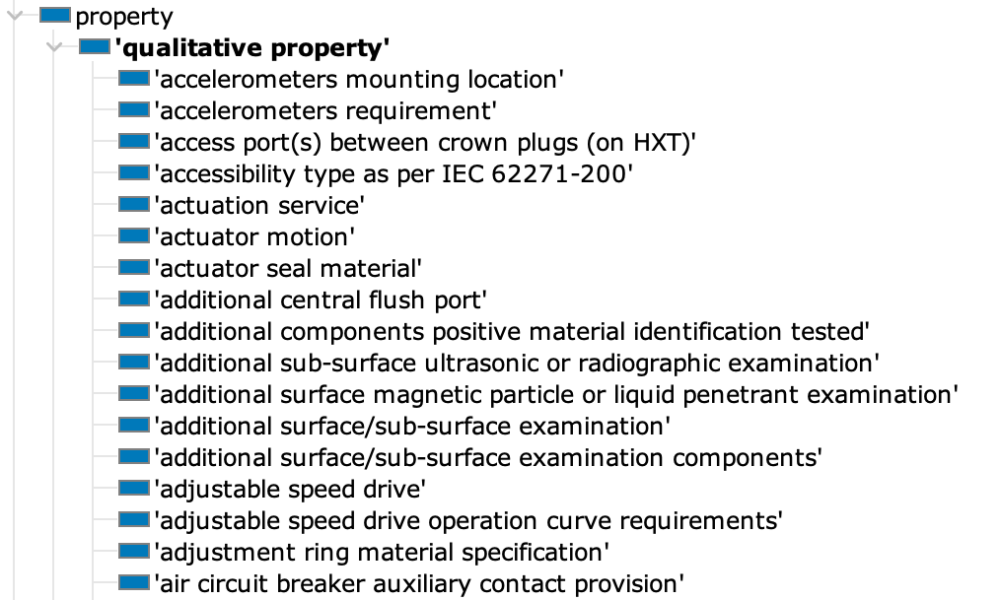 property
'qualitative property'
'accelerometers mounting location'
'accelerometers requirement'
'access port(s) between crown plugs (on HXT)'
'accessibility type as per IEC 62271-200'
'actuation service'
'actuator motion'
'actuator seal material'
'additional central flush port'
'additional components positive material identification tested'
'additional sub-surface ultrasonic or radiographic examination'
'additional surface magnetic particle or liquid penetrant examination'
'additional surface/sub-surface examination'
'additional surface/sub-surface examination components'
'adjustable speed drive'
'adjustable speed drive operation curve requirements'
'adjustment ring material specification'
'air circuit breaker auxiliary contact provision'